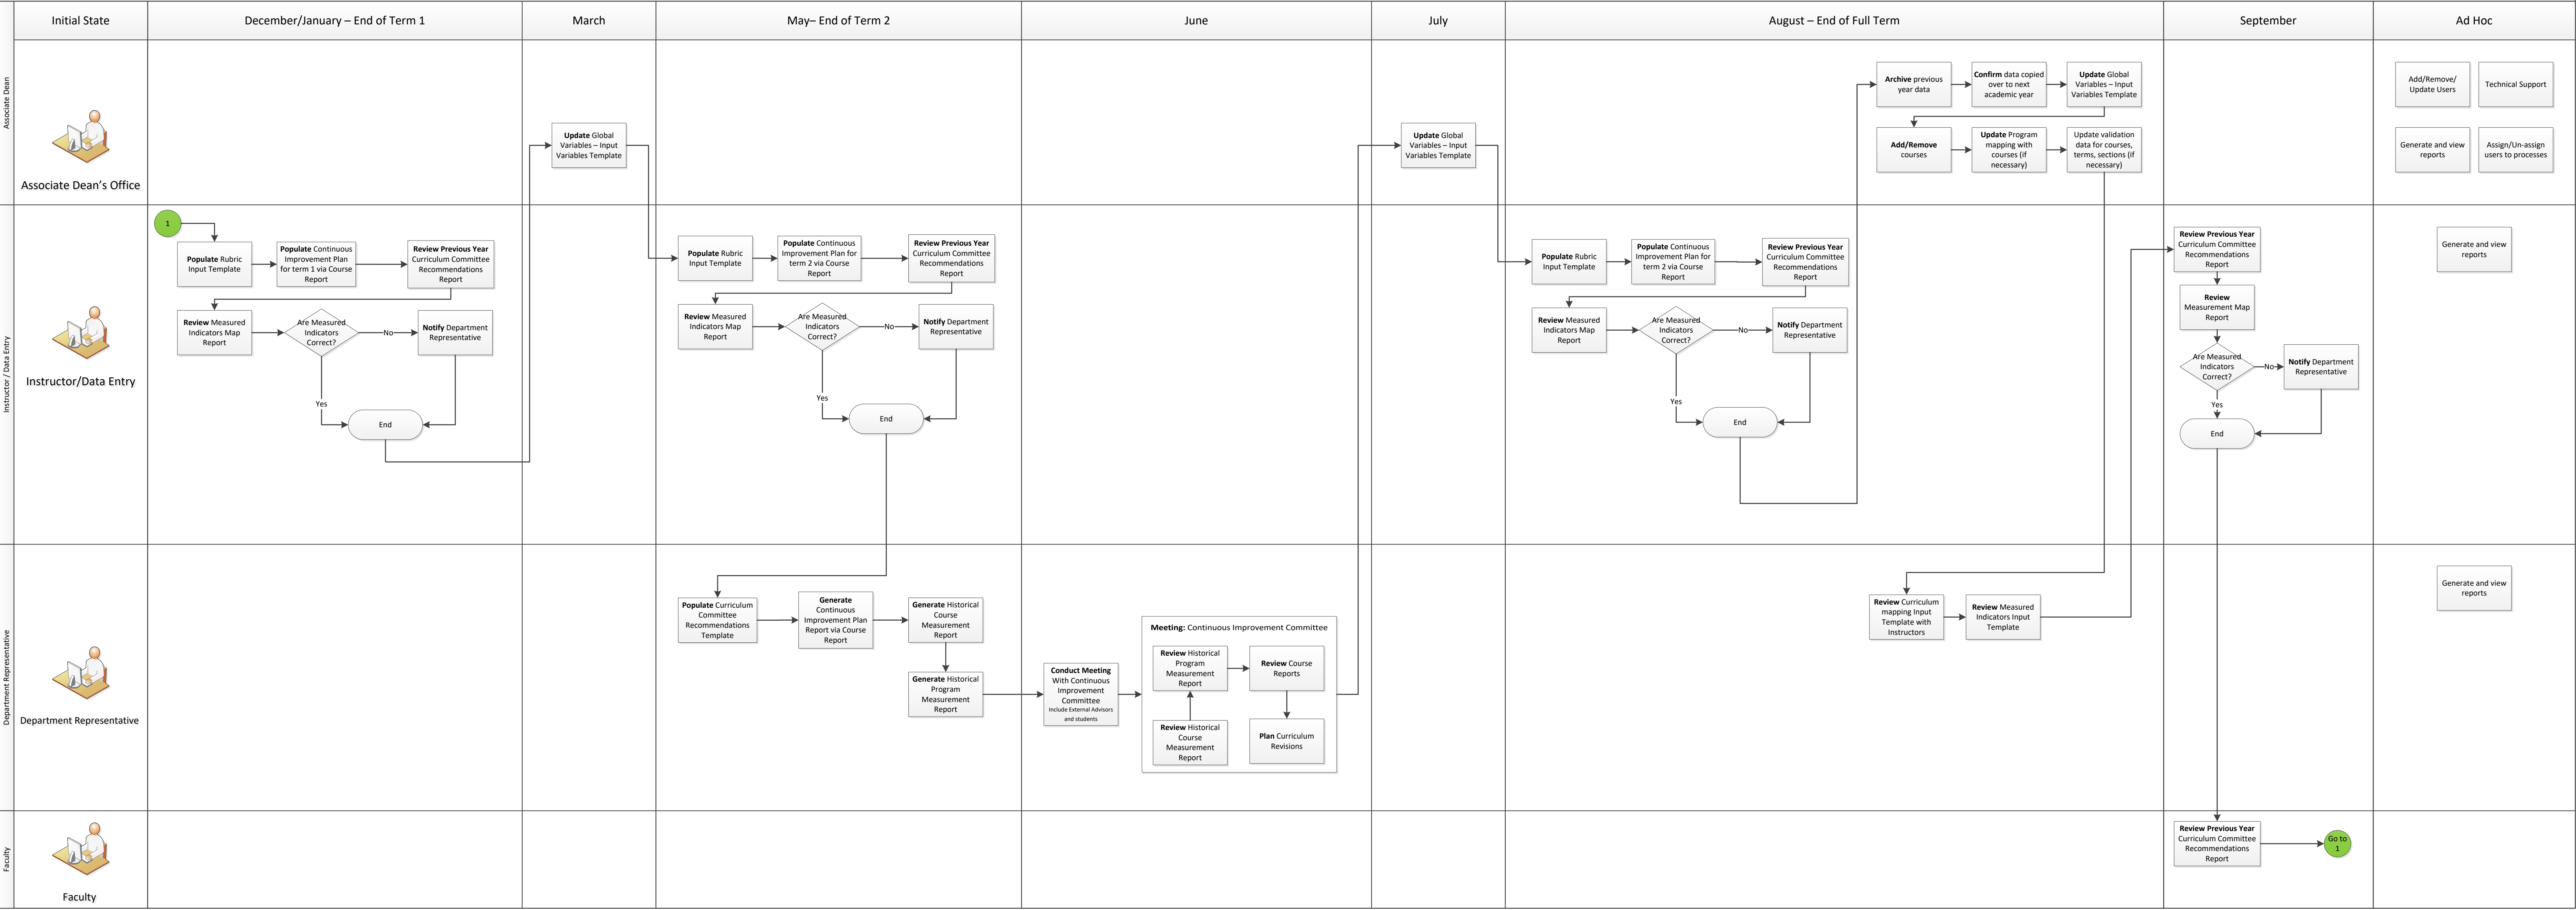 Initial State
December/January – End of Term 1
March
May– End of Term 2
June
July
August – End of Full Term
September
Ad Hoc
Associate Dean
Associate Dean's Office
Update Global
Variables – Input
Variables Template
Update Global
Variables – Input
Variables Template
Archive previous
year data
Confirm data copied
over to next
academic year
Update Global
Variables – Input
Variables Template
Add/Remove
courses
Update Program
mapping with
courses (if
necessary)
Update validation
data for courses,
terms, sections (if
necessary)
Add/Remove/
Update Users
Technical Support
Generate and view
reports
Assign/Un-assign
users to processes
Instructor / Data Entry
Instructor/Data Entry
1
Populate Rubric
Input Template
Populate Continuous
Improvement Plan
for term 1 via Course
Report
Review Previous Year
Curriculum Committee
Recommendations
Report
Review Measured
Indicators Map
Report
Are Measured
Indicators
Correct?
No
Notify Department
Representative
Yes
End
Populate Rubric
Input Template
Populate Continuous
Improvement Plan for
term 2 via Course
Report
Review Previous Year
Curriculum Committee
Recommendations
Report
Review Measured
Indicators Map
Report
Are Measured
Indicators
Correct?
No
Notify Department
Representative
Yes
End
Populate Rubric
Input Template
Populate Continuous
Improvement Plan for
term 2 via Course
Report
Review Previous Year
Curriculum Committee
Recommendations
Report
Review Measured
Indicators Map
Report
Are Measured
Indicators
Correct?
No
Notify Department
Representative
Yes
End
Review Previous Year
Curriculum Committee
Recommendations
Report
Review
Measurement Map
Report
Are Measured
Indicators
Correct?
No
Notify Department
Representative
Yes
End
Generate and view
reports
Department Representative
Department Representative
Populate Curriculum
Committee
Recommendations
Template
Generate
Continuous
Improvement Plan
Report via Course
Report
Generate Historical
Course
Measurement
Report
Generate Historical
Program
Measurement
Report
Conduct Meeting
With Continuous
Improvement
Committee
Include External Advisors
and students
Meeting: Continuous Improvement Committee
Review Historical
Program
Measurement
Report
Review Course
Reports
Review Historical
Course
Measurement
Report
Plan Curriculum
Revisions
Review Curriculum
mapping Input
Template with
Instructors
Review Measured
Indicators Input
Template
Generate and view
reports
Faculty
Faculty
Review Previous Year
Curriculum Committee
Recommendations
Report
Go to
1